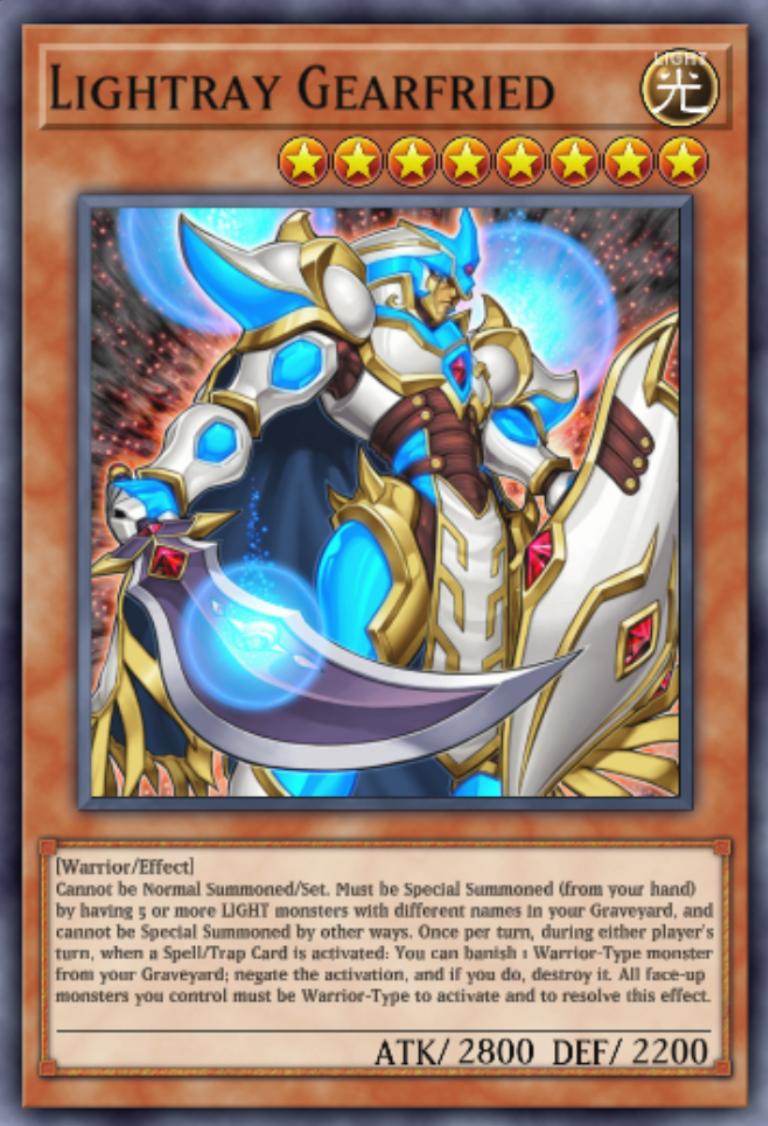 Lightray Gearfried
LIGHT
光
[Warrior/Effect]
Cannot be Normal Summoned/Set. Must be Special Summoned (from your hand)
by having 5 or more LIGHT monsters with different names in your Graveyard, and
cannot be Special Summoned by other ways. Once per turn, during either player's
turn, when a Spell/Trap Card is activated: You can banish 1 Warrior-Type monster
from your Graveyard; negate the activation, and if you do, destroy it. All face-up
monsters you control must be Warrior-Type to activate and to resolve this effect.
ATK/ 2800 DEF/ 2200